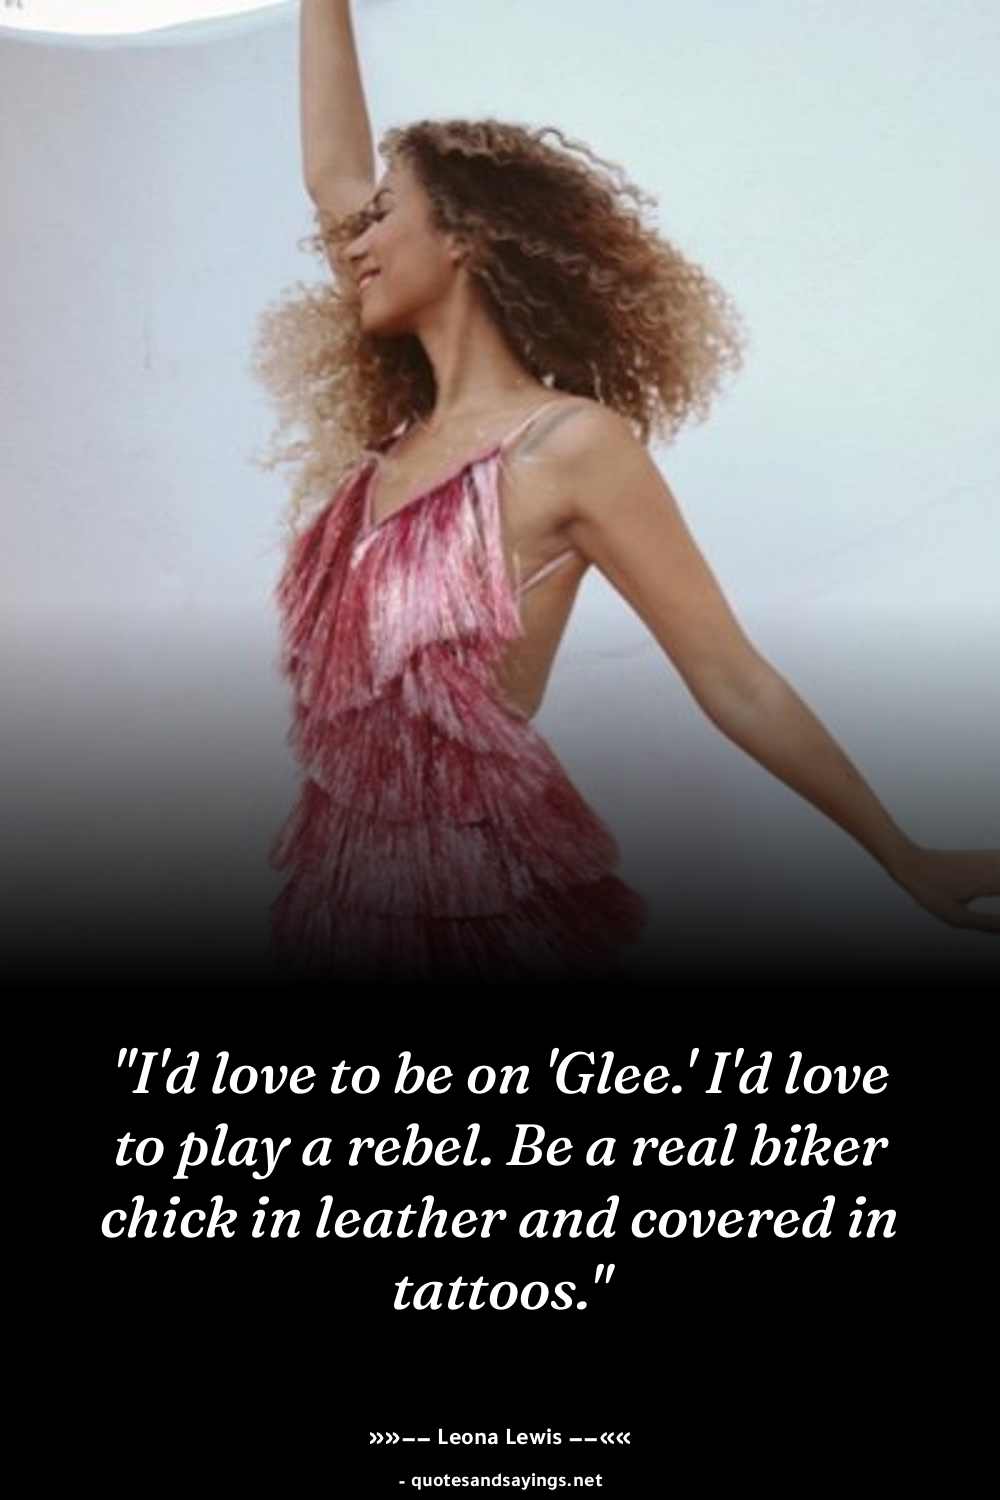 "I'd love to be on 'Glee.' I'd love
to play a rebel. Be a real biker
chick in leather and covered in
tattoos."
»»–– Leona Lewis ––««
- quotesandsayings.net